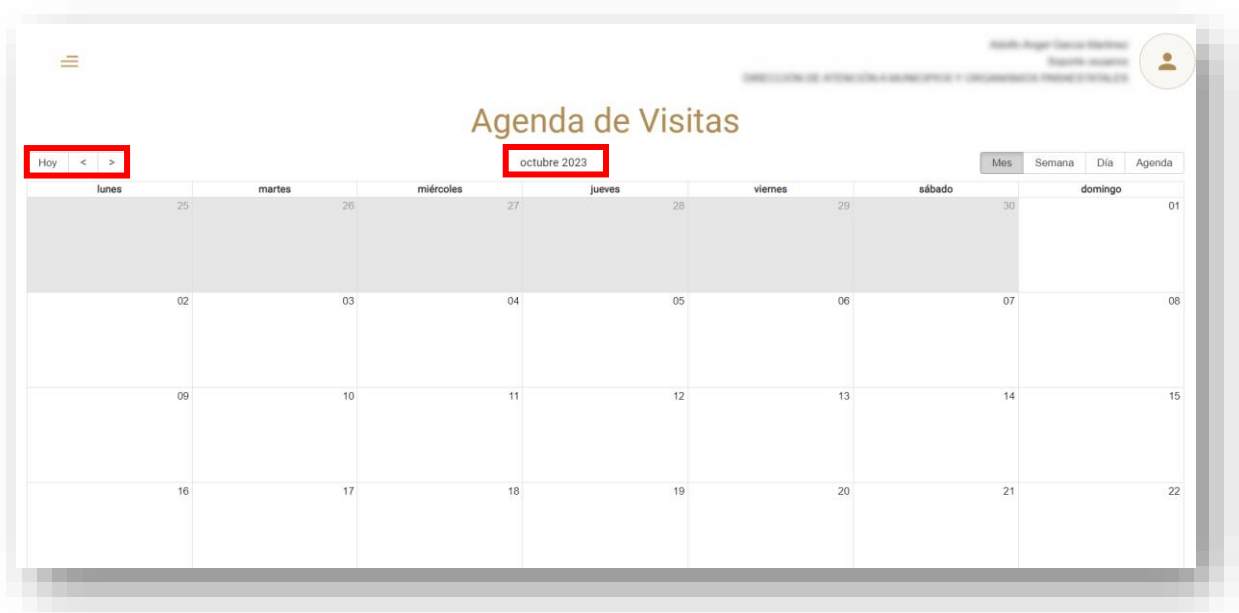 Agenda de Visitas
Hoy < > octubre 2023 Mes Semana Día Agenda
lunes martes miércoles jueves viernes sábado domingo
25 26 27 28 29 30 01
02 03 04 05 06 07 08
09 10 11 12 13 14 15
16 17 18 19 20 21 22